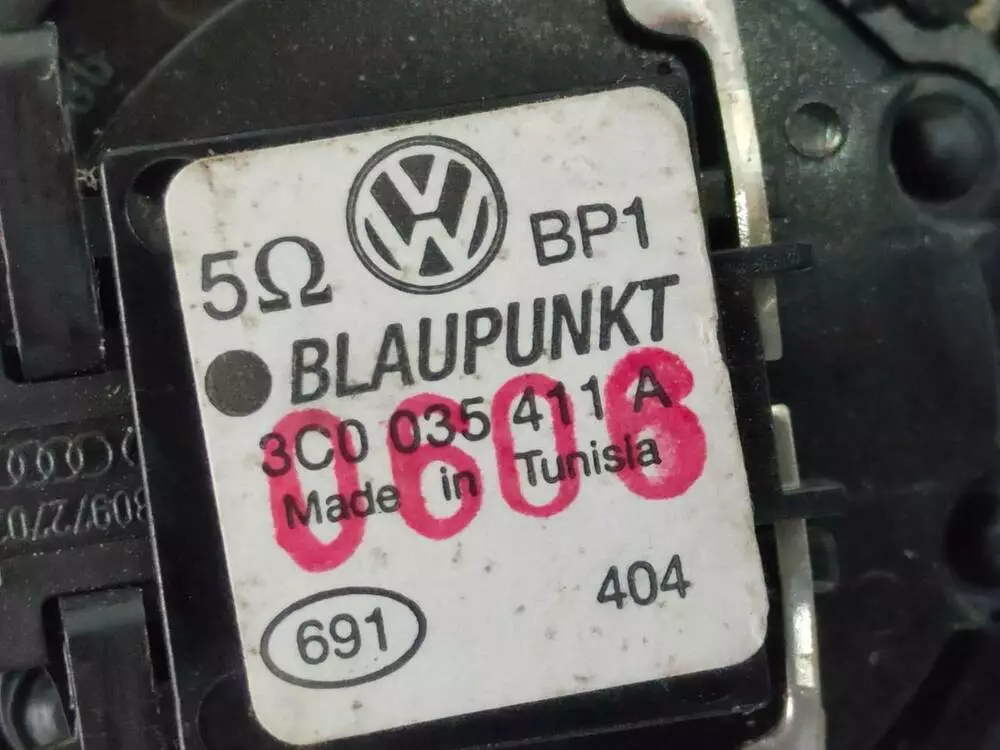 5Ω BP1
BLAUPUNKT
3C0 035 411 A
0606
Made in Tunisia
691 404